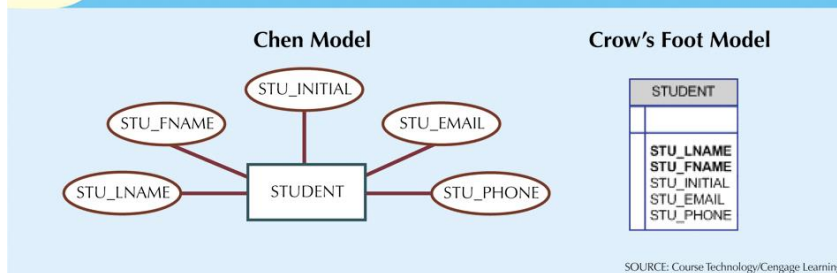 Chen Model
STU_INITIAL
STU_FNAME
STU_EMAIL
STU_LNAME
STUDENT
STU_PHONE
Crow's Foot Model
STUDENT
STU_LNAME
STU_FNAME
STU_INITIAL
STU_EMAIL
STU_PHONE
SOURCE: Course Technology/Cengage Learning